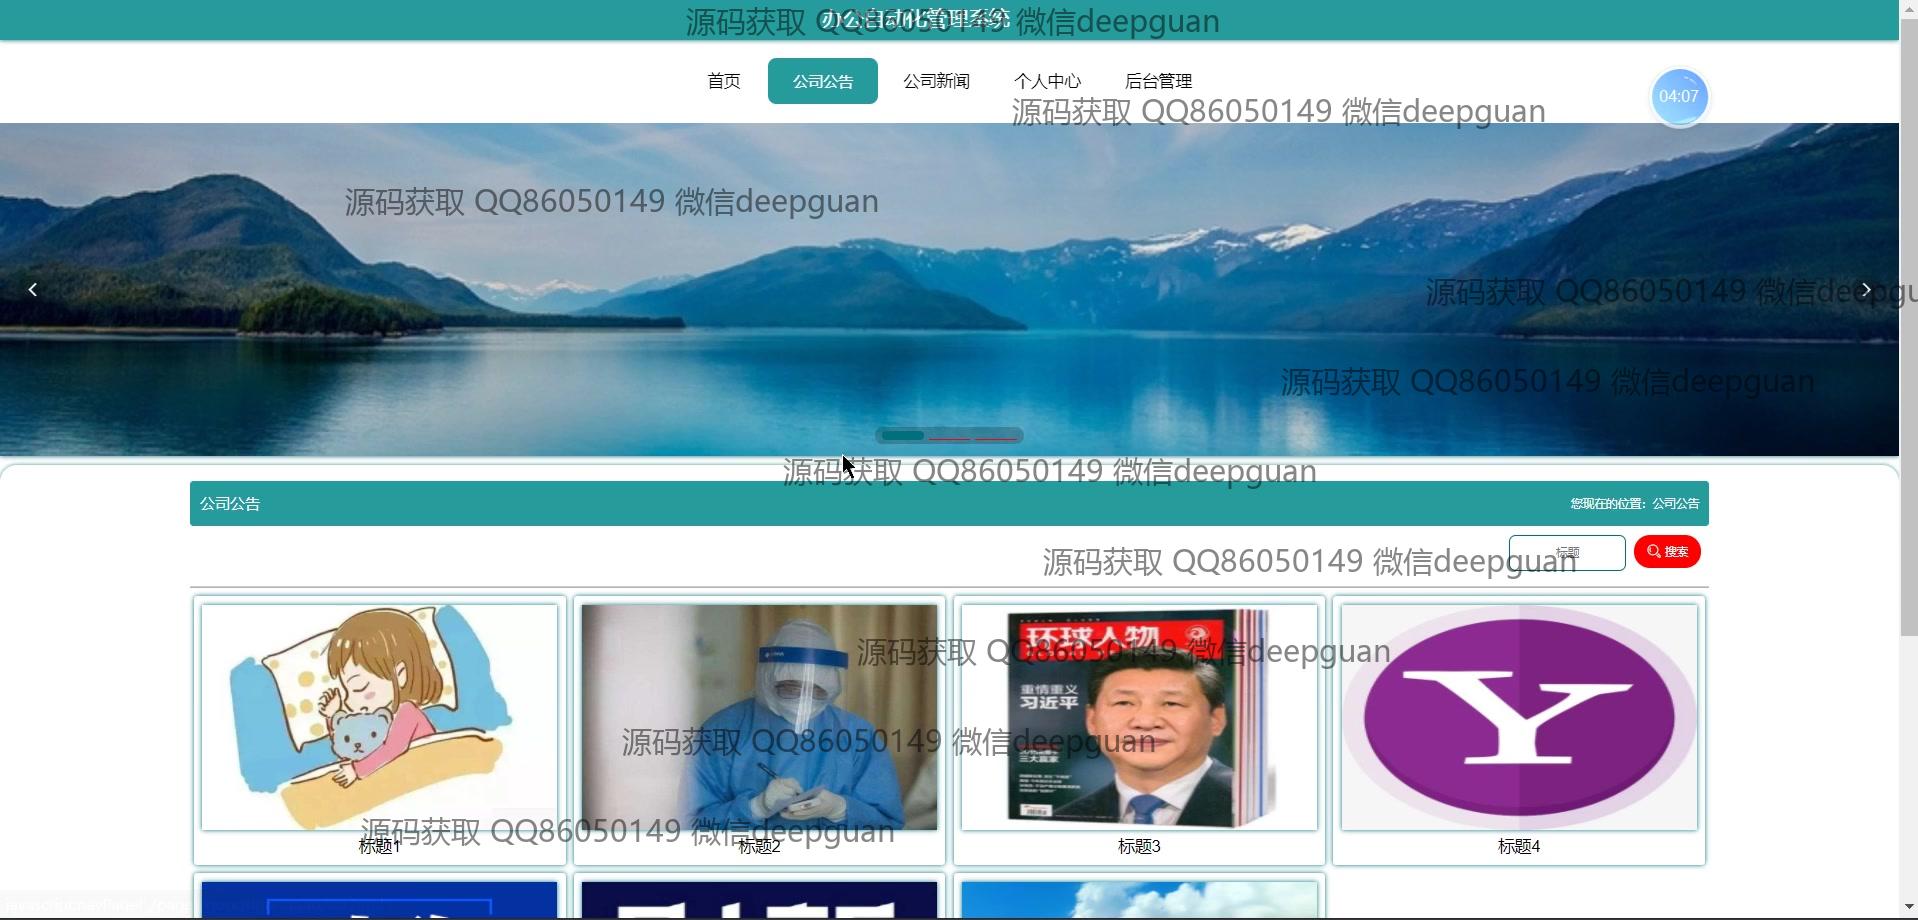 办公自动化管理系统
源码获取 QQ86050149 微信deepguan
首页
公司公告
公司新闻
个人中心
后台管理
04:07
源码获取 QQ86050149 微信deepguan
源码获取 QQ86050149 微信deepguan
源码获取 QQ86050149 微信deepgu
源码获取 QQ86050149 微信deepguan
源码获取 QQ86050149 微信deepguan
公司公告
您现在的位置：公司公告
标题
搜索
源码获取 QQ86050149 微信deepguan
环球人物
重情重义
习近平
三大赢家
Y
源码获取 QQ86050149 微信deepguan
源码获取 QQ86050149 微信deepguan
源码获取 QQ86050149 微信deepguan
标题1
标题2
标题3
标题4